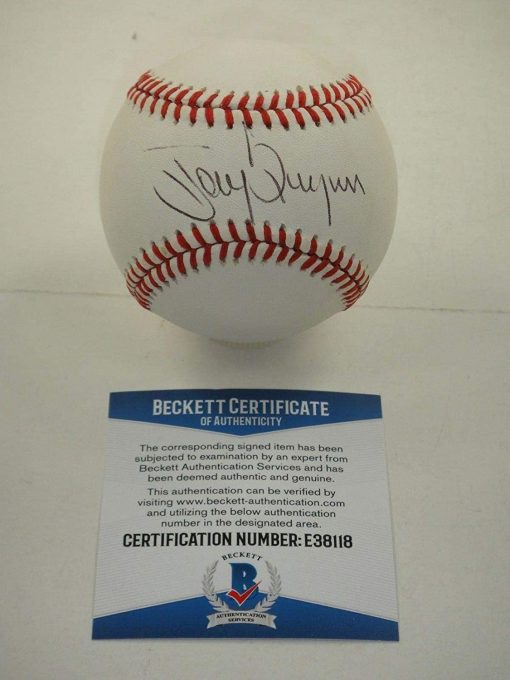 Tony Gwynn
BECKETT CERTIFICATE
OF AUTHENTICITY
The corresponding signed item has been
subjected to examination by an expert from
Beckett Authentication Services and has
been deemed authentic and genuine.
This authentication can be verified by
visiting www.beckett-authentication.com
and utilizing the below authentication
number in the designated area.
CERTIFICATION NUMBER: E38118
BECKETT
B
AUTHENTICATION
SERVICES